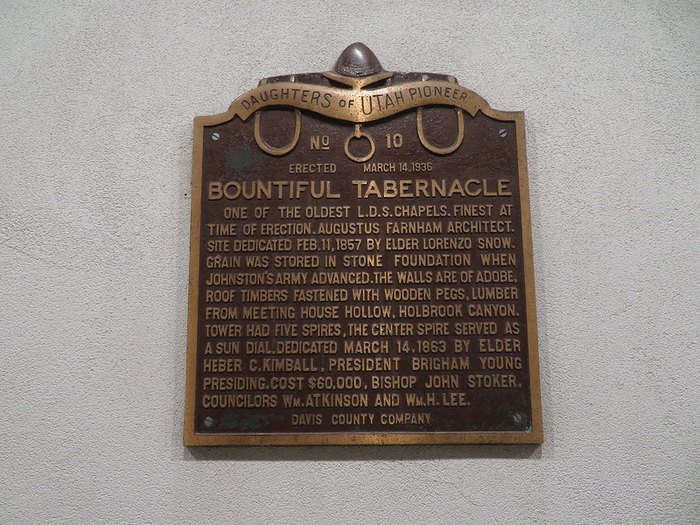 DAUGHTERS OF UTAH PIONEER
No 10
ERECTED MARCH 14, 1936
BOUNTIFUL TABERNACLE
ONE OF THE OLDEST L.D.S. CHAPELS. FINEST AT
TIME OF ERECTION. AUGUSTUS FARNHAM ARCHITECT.
SITE DEDICATED FEB. 11, 1857 BY ELDER LORENZO SNOW.
GRAIN WAS STORED IN STONE FOUNDATION WHEN
JOHNSTON'S ARMY ADVANCED. THE WALLS ARE OF ADOBE.
ROOF TIMBERS FASTENED WITH WOODEN PEGS. LUMBER
FROM MEETING HOUSE HOLLOW, HOLBROOK CANYON.
TOWER HAD FIVE SPIRES, THE CENTER SPIRE SERVED AS
A SUN DIAL. DEDICATED MARCH 14, 1863 BY ELDER
HEBER C. KIMBALL, PRESIDENT BRIGHAM YOUNG
PRESIDING. COST $60,000, BISHOP JOHN STOKER,
COUNCILORS WM. ATKINSON AND WM. H. LEE.
DAVIS COUNTY COMPANY